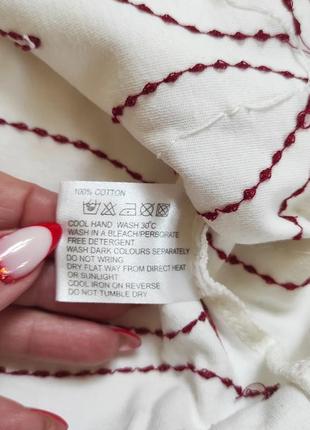 100% COTTON
COOL HAND WASH 30°C
WASH IN A BLEACH/PERBORATE
FREE DETERGENT
WASH DARK COLOURS SEPARATELY
DO NOT WRING
DRY FLAT WAY FROM DIRECT HEAT
OR SUNLIGHT
COOL IRON ON REVERSE
DO NOT TUMBLE DRY